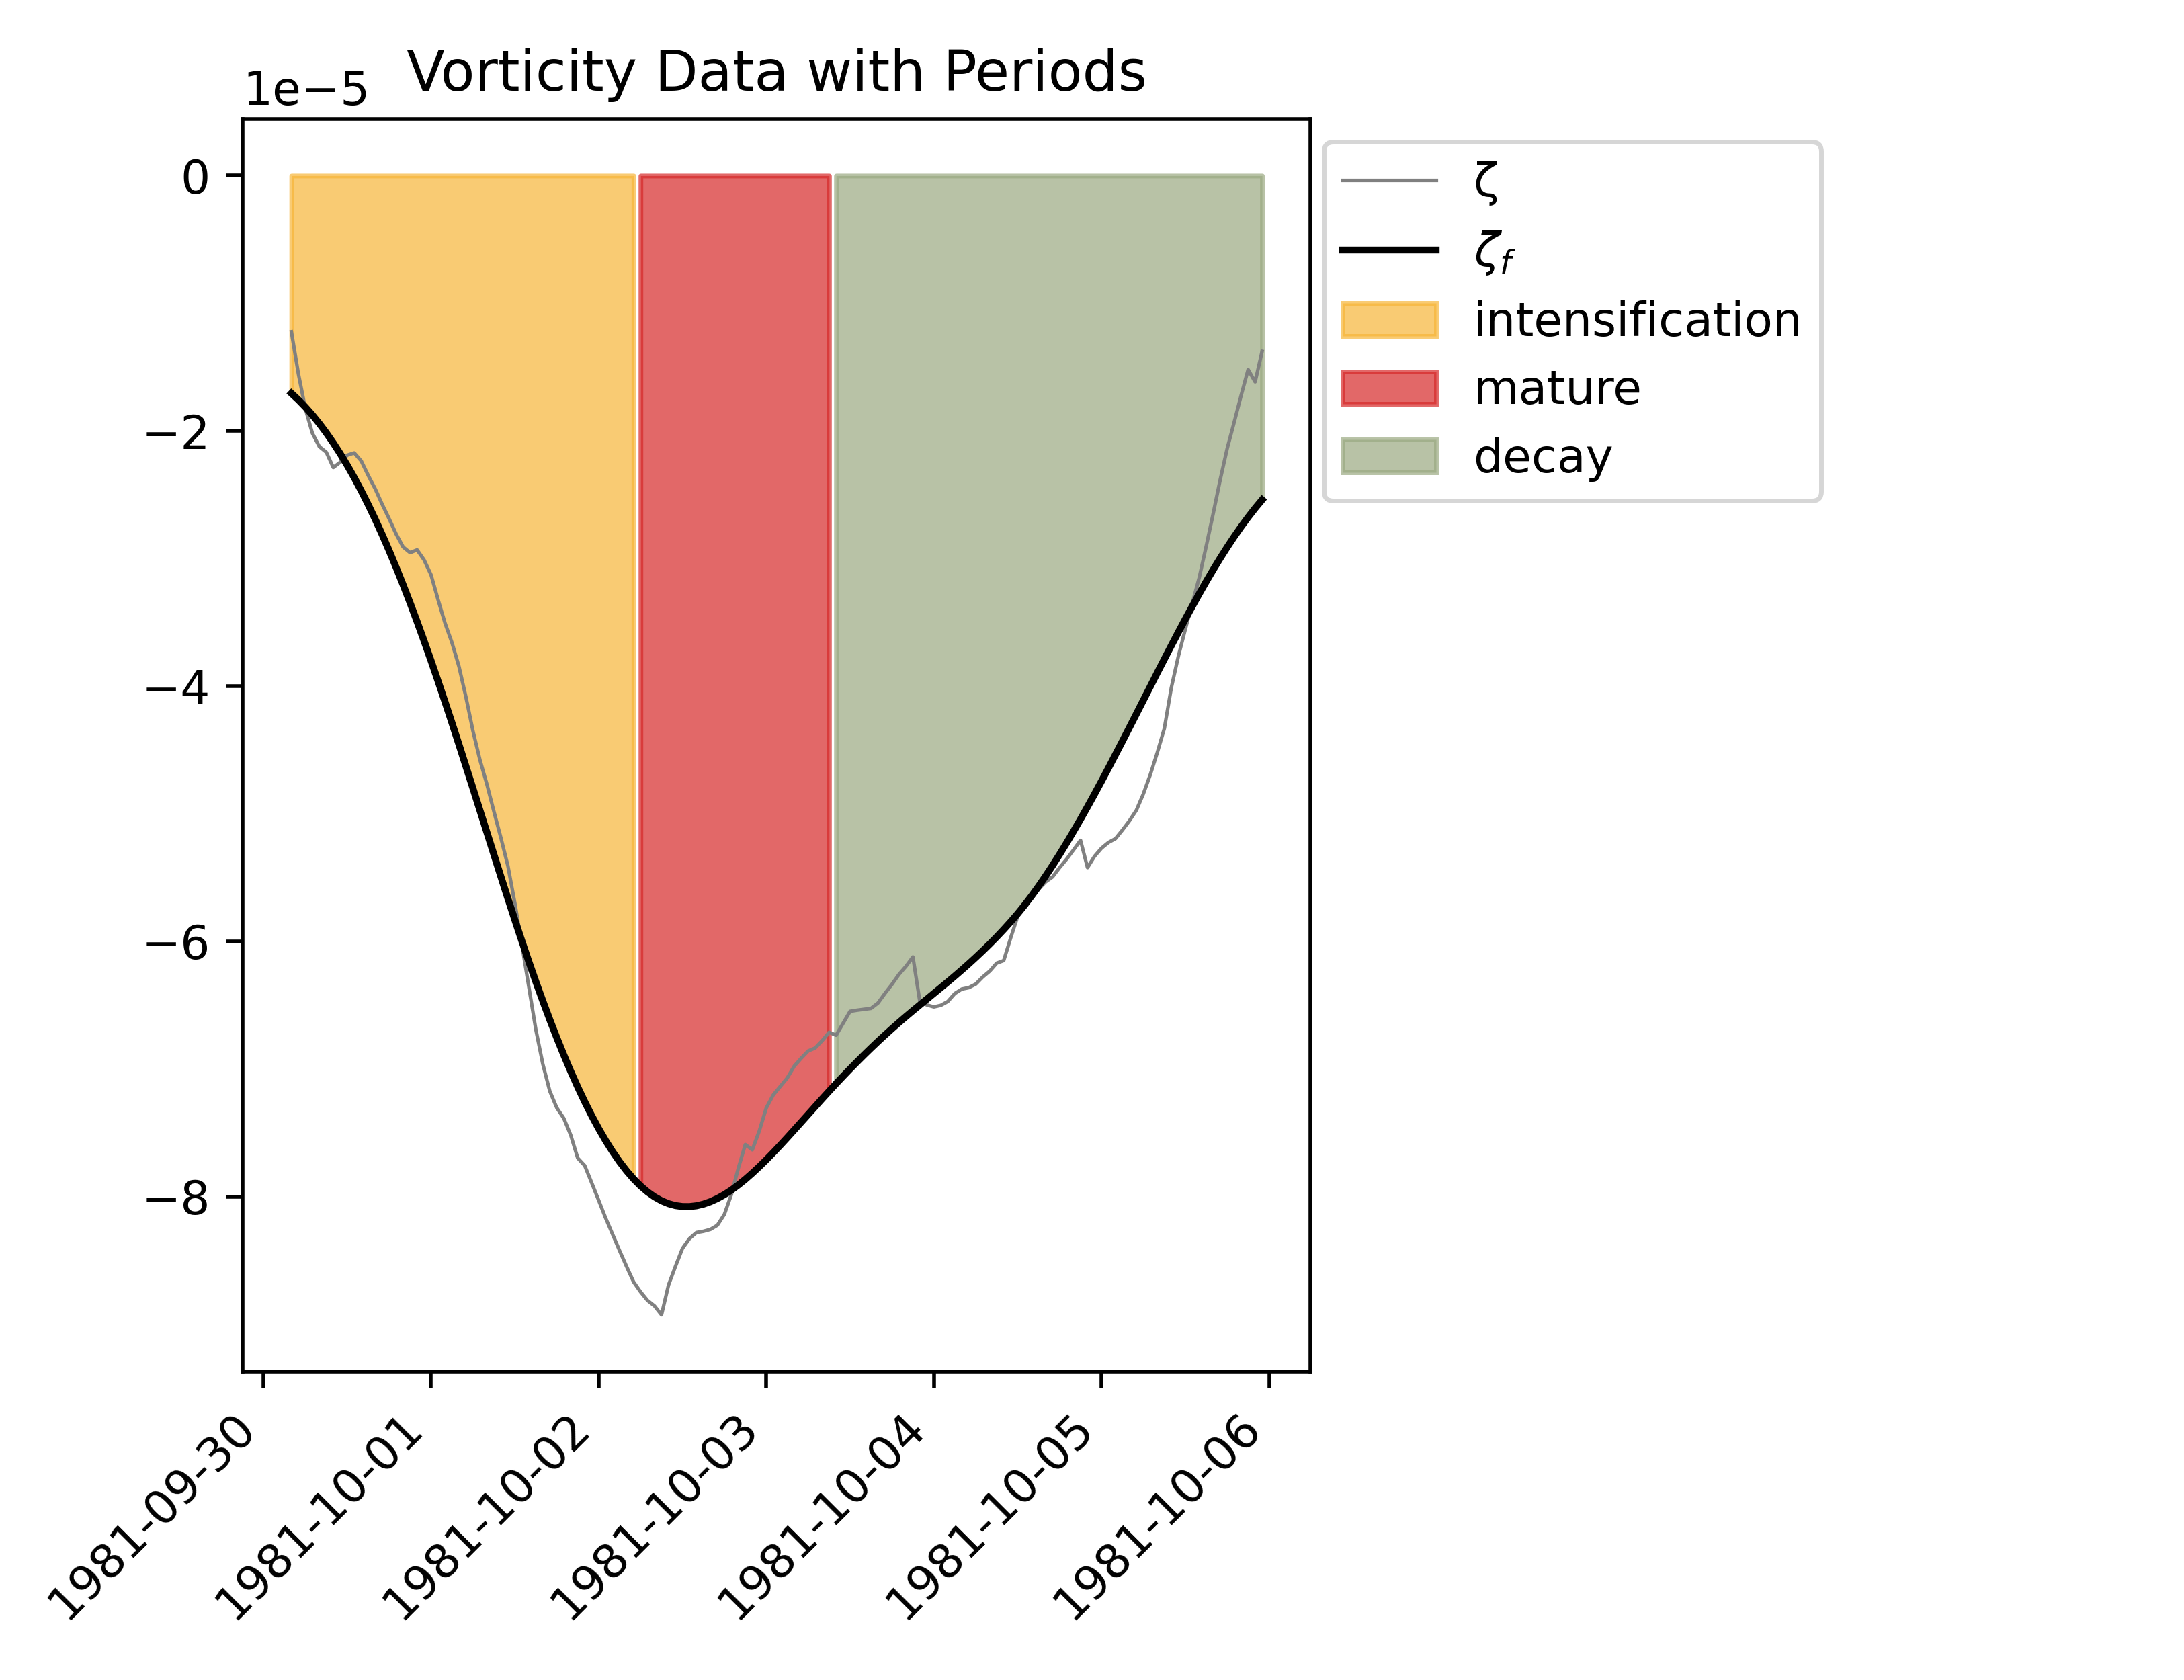 Vorticity Data with Periods
1e−5
0
−2
−4
−6
−8
1981-09-30
1981-10-01
1981-10-02
1981-10-03
1981-10-04
1981-10-05
1981-10-06
ζ
ζf
intensification
mature
decay